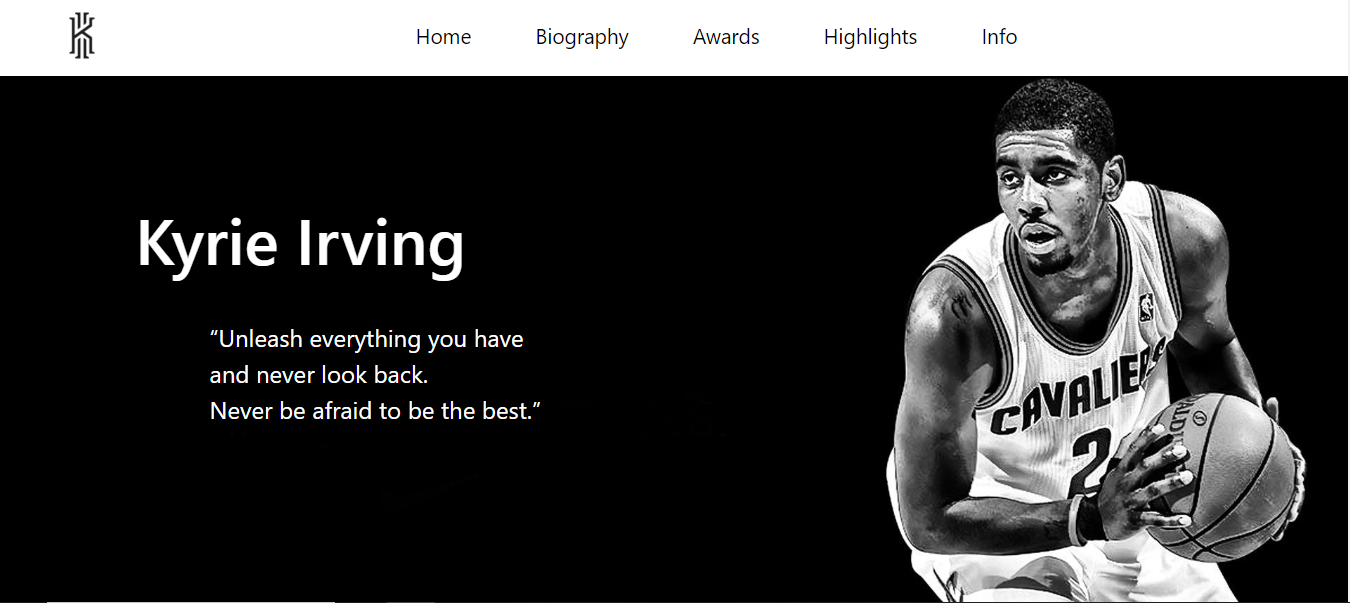 Home Biography Awards Highlights Info
Kyrie Irving
“Unleash everything you have
and never look back.
Never be afraid to be the best.”
CAVALIERS
2